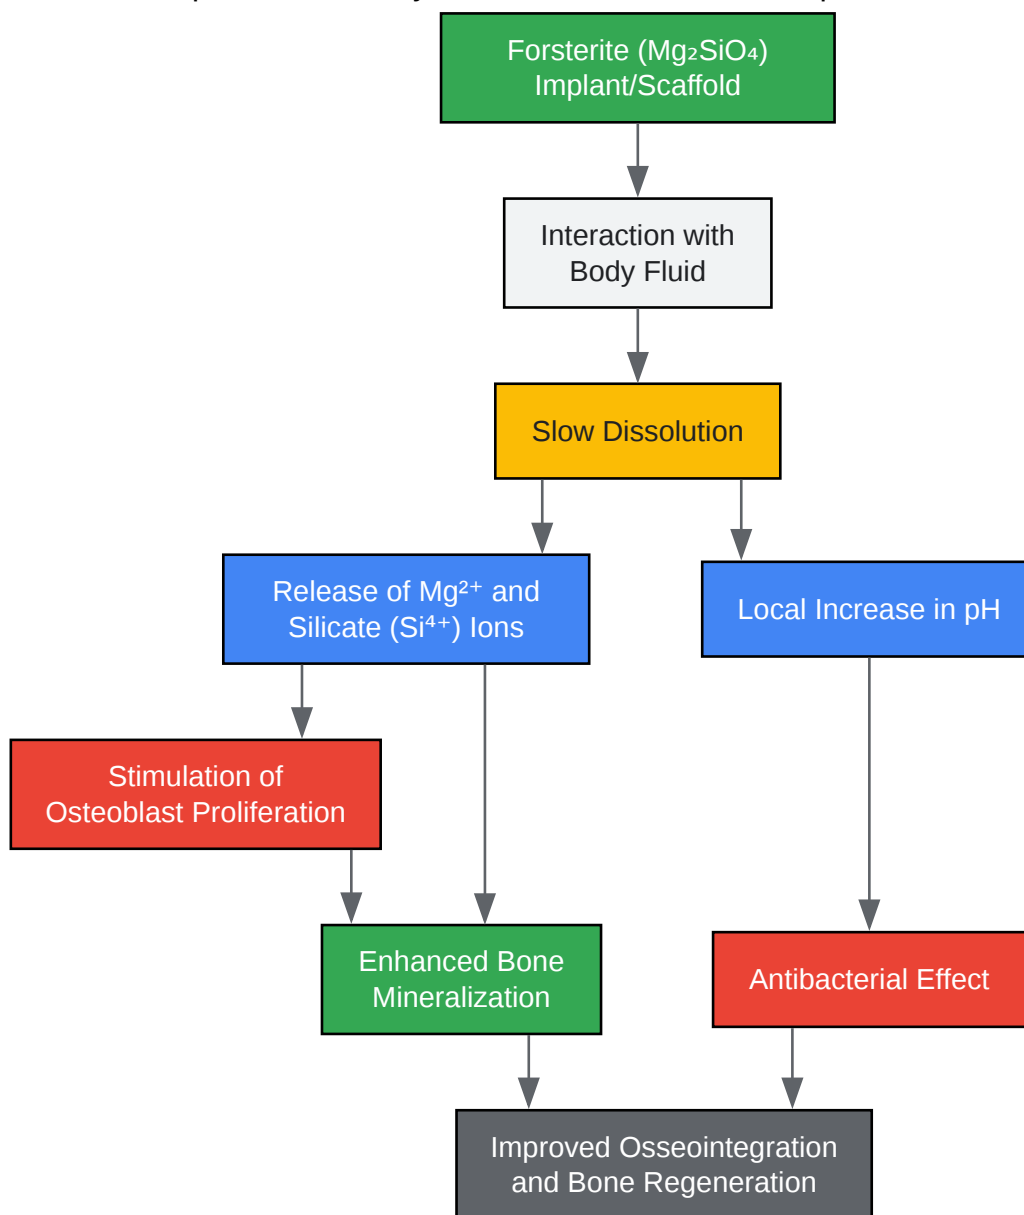 Forsterite (Mg₂SiO₄)
Implant/Scaffold
Interaction with
Body Fluid
Slow Dissolution
Release of Mg²⁺ and
Silicate (Si⁴⁺) Ions
Local Increase in pH
Stimulation of
Osteoblast Proliferation
Enhanced Bone
Mineralization
Antibacterial Effect
Improved Osseointegration
and Bone Regeneration